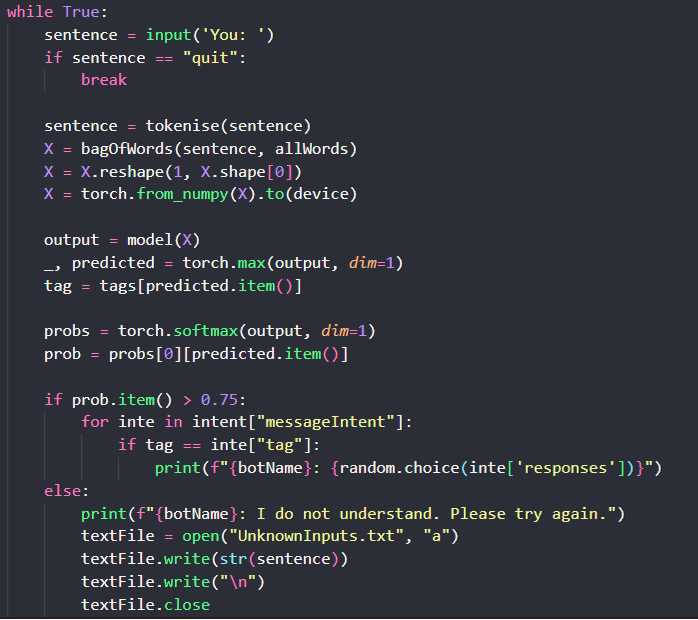 while True:
    sentence = input('You: ')
    if sentence == "quit":
        break

    sentence = tokenise(sentence)
    X = bagOfWords(sentence, allWords)
    X = X.reshape(1, X.shape[0])
    X = torch.from_numpy(X).to(device)

    output = model(X)
    _, predicted = torch.max(output, dim=1)
    tag = tags[predicted.item()]

    probs = torch.softmax(output, dim=1)
    prob = probs[0][predicted.item()]

    if prob.item() > 0.75:
        for inte in intent["messageIntent"]:
            if tag == inte["tag"]:
                print(f"{botName}: {random.choice(inte['responses'])}")
    else:
        print(f"{botName}: I do not understand. Please try again.")
        textFile = open("UnknownInputs.txt", "a")
        textFile.write(str(sentence))
        textFile.write("\n")
        textFile.close